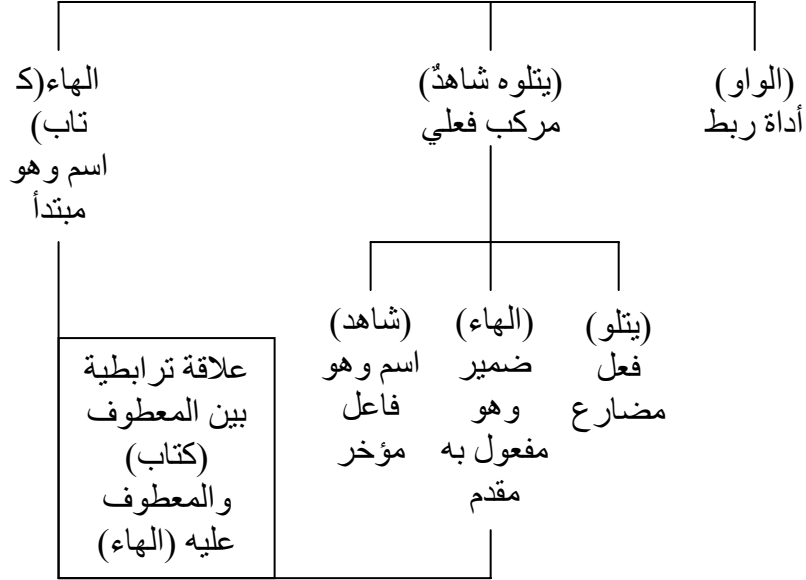 (الواو)
أداة ربط
(يتلوه شاهدٌ)
مركب فعلي
الهاء(ك
تاب)
اسم وهو
مبتدأ
(يتلو)
فعل
مضارع
(الهاء)
ضمير
وهو
مفعول به
مقدم
(شاهد)
اسم وهو
فاعل
مؤخر
علاقة ترابطية
بين المعطوف
(كتاب)
والمعطوف
عليه (الهاء)